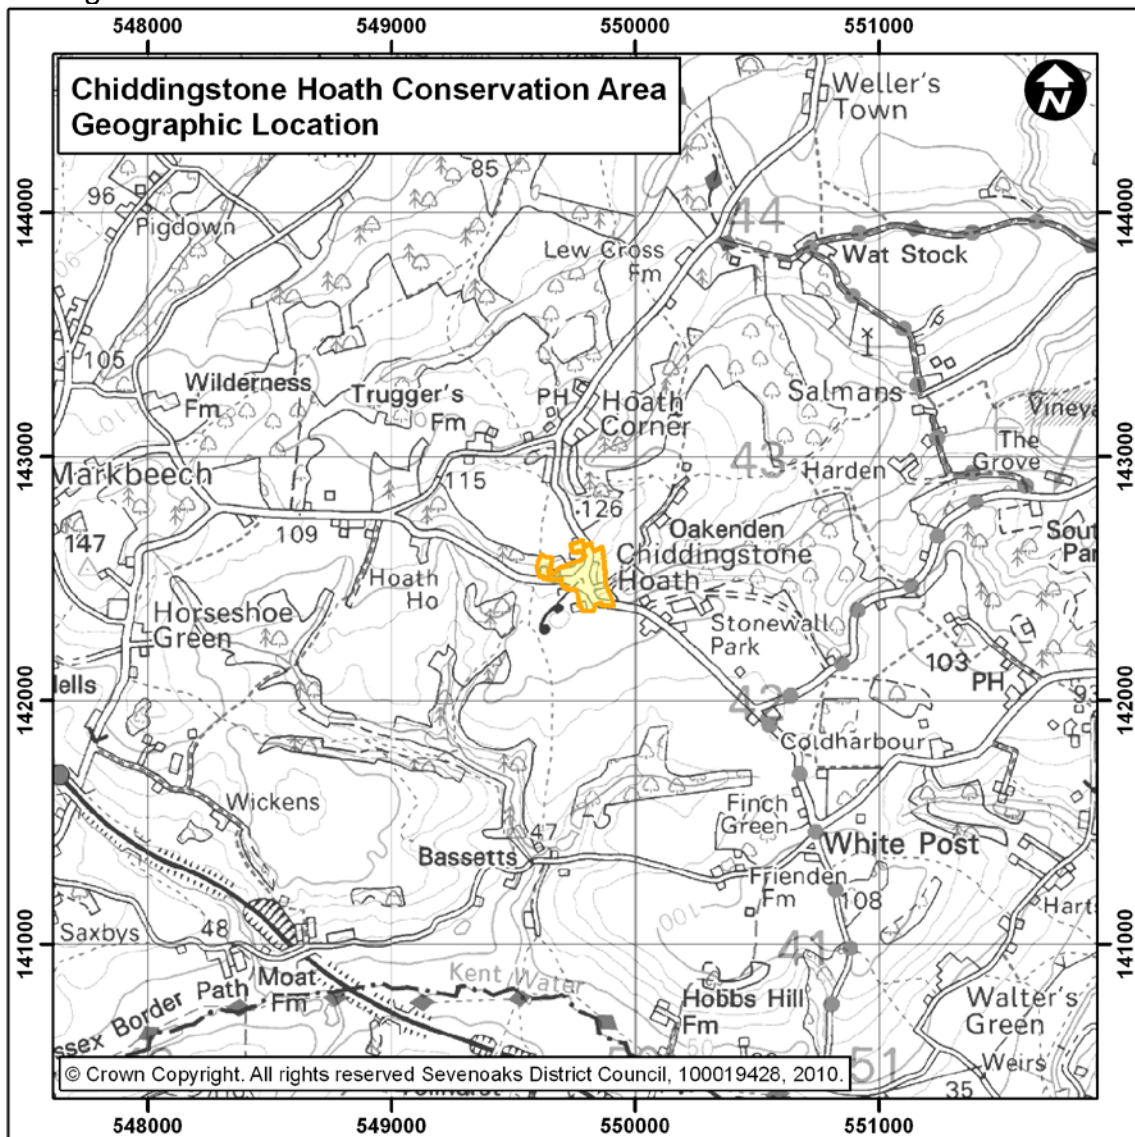 548000 549000 550000 551000
Chiddingstone Hoath Conservation Area
Geographic Location
N
Weller's
Town
85
96
Pigdown
144000
44
144000
Lew Cross
Fm
Wat Stock
105
Wilderness
Fm
Trugger's
Fm
PH
Hoath
Corner
Salmans
Viney
The
Grove
143000
43
143000
Markbeech
Harden
115
126
109
Oakenden
147
Chiddingstone
Hoath
Hoath
Ho
Horseshoe
Green
Stonewall
Park
103
PH
142000
42
142000
Coldharbour
Wickens
Finch
Green
47
Bassetts
White Post
Frienden
Fm
108
100
Saxbys
48
141000
41
141000
Moat
Fm
Kent Water
Border Path
Hobbs Hill
Fm
Walter's
Green
Weirs
51
35
© Crown Copyright. All rights reserved Sevenoaks District Council, 100019428, 2010.
548000 549000 550000 551000